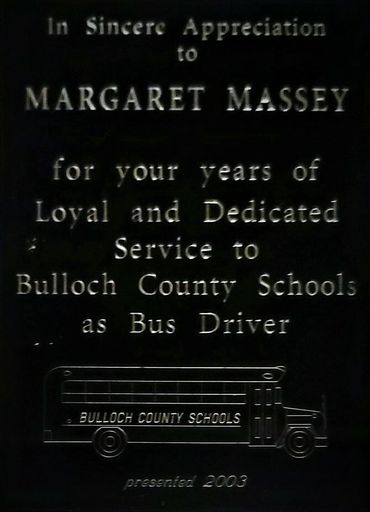 In Sincere Appreciation
to
MARGARET MASSEY
for your years of
Loyal and Dedicated
Service to
Bulloch County Schools
as Bus Driver
BULLOCH COUNTY SCHOOLS
presented 2003